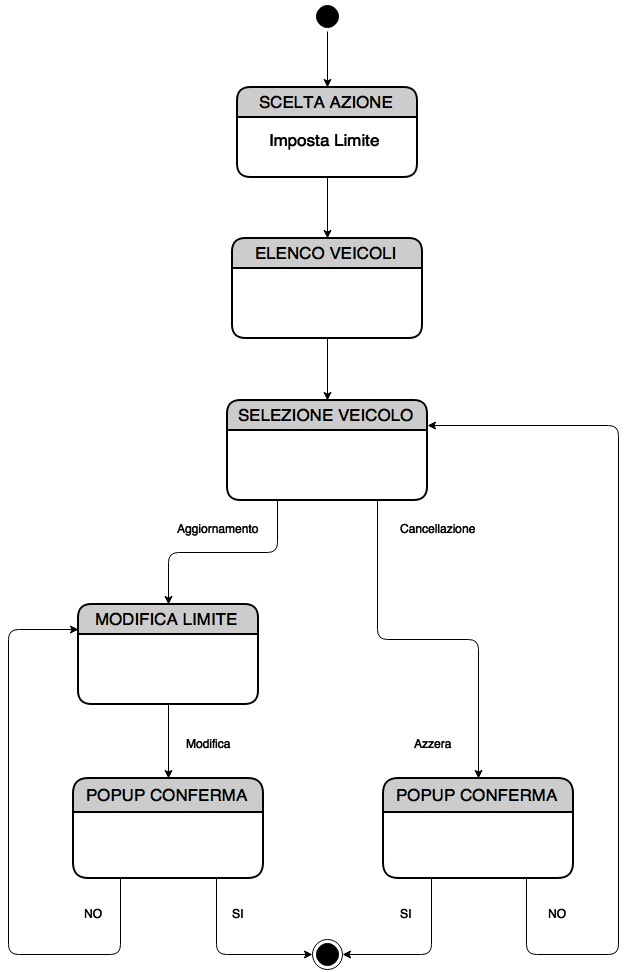 SCELTA AZIONE
Imposta Limite
ELENCO VEICOLI
SELEZIONE VEICOLO
Aggiornamento
Cancellazione
MODIFICA LIMITE
Modifica
Azzera
POPUP CONFERMA
POPUP CONFERMA
NO
SI
SI
NO